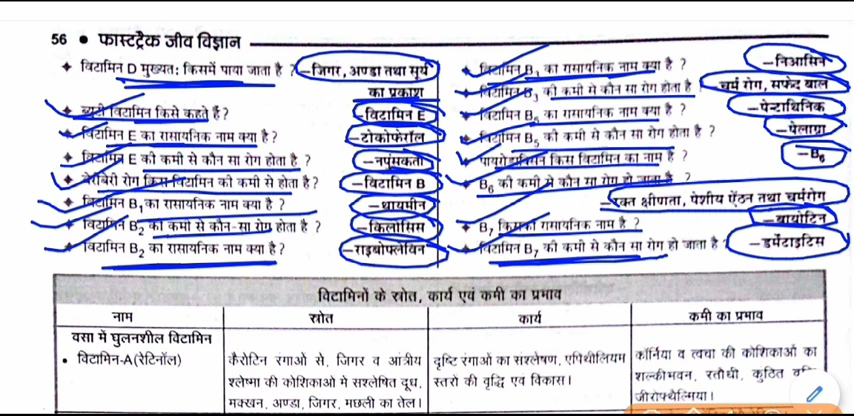 56 ● फास्टट्रैक जीव विज्ञान
विटामिन D मुख्यतः किसमें पाया जाता है ? –जिगर, अण्डा तथा सूर्य का प्रकाश
ब्यूटी विटामिन किसे कहते हैं? –विटामिन E
विटामिन E का रासायनिक नाम क्या है ? –टोकोफेरॉल
विटामिन E की कमी से कौन सा रोग होता है ? –नपुंसकता
बेरीबेरी रोग किस विटामिन की कमी से होता है? –विटामिन B
विटामिन B1 का रासायनिक नाम क्या है ? –थायमीन
विटामिन B2 की कमी से कौन-सा रोग होता है ? –किलोसिस
विटामिन B2 का रासायनिक नाम क्या है? –राइबोफ्लेविन
विटामिन B3 का रासायनिक नाम क्या है ? –निआसिन
विटामिन B3 की कमी से कौन सा रोग होता है चर्म रोग, सफेद बाल
विटामिन B5 का रासायनिक नाम क्या है ? –पेन्टाथिनिक
विटामिन B5 की कमी से कौन सा रोग होता है ? –पेलाग्रा
पायरोडाक्सिन किस विटामिन का नाम है ? –B6
B6 की कमी से कौन सा रोग हो जाता है ?
–रक्त क्षीणता, पेशीय ऐंठन तथा चर्मरोग
B7 किसका रासायनिक नाम है ? –बायोटिन
विटामिन B7 की कमी से कौन सा रोग हो जाता है –डर्मेटाइटिस
विटामिनों के स्रोत, कार्य एवं कमी का प्रभाव
नाम स्रोत कार्य कमी का प्रभाव
वसा में घुलनशील विटामिन
• विटामिन-A(रेटिनॉल) कैरोटिन रंगाओ से, जिगर व आंत्रीय दृष्टि रंगाओं का संश्लेषण, एपिथीलियम कॉर्निया व त्वचा की कोशिकाओं का
श्लेष्मा की कोशिकाओ मे संश्लेषित दूध, स्तरो की वृद्धि एव विकास। शल्कीभवन, रतौंधी, कुठित
मक्खन, अण्डा, जिगर, मछली का तेल। जीरोफ्थैल्मिया।